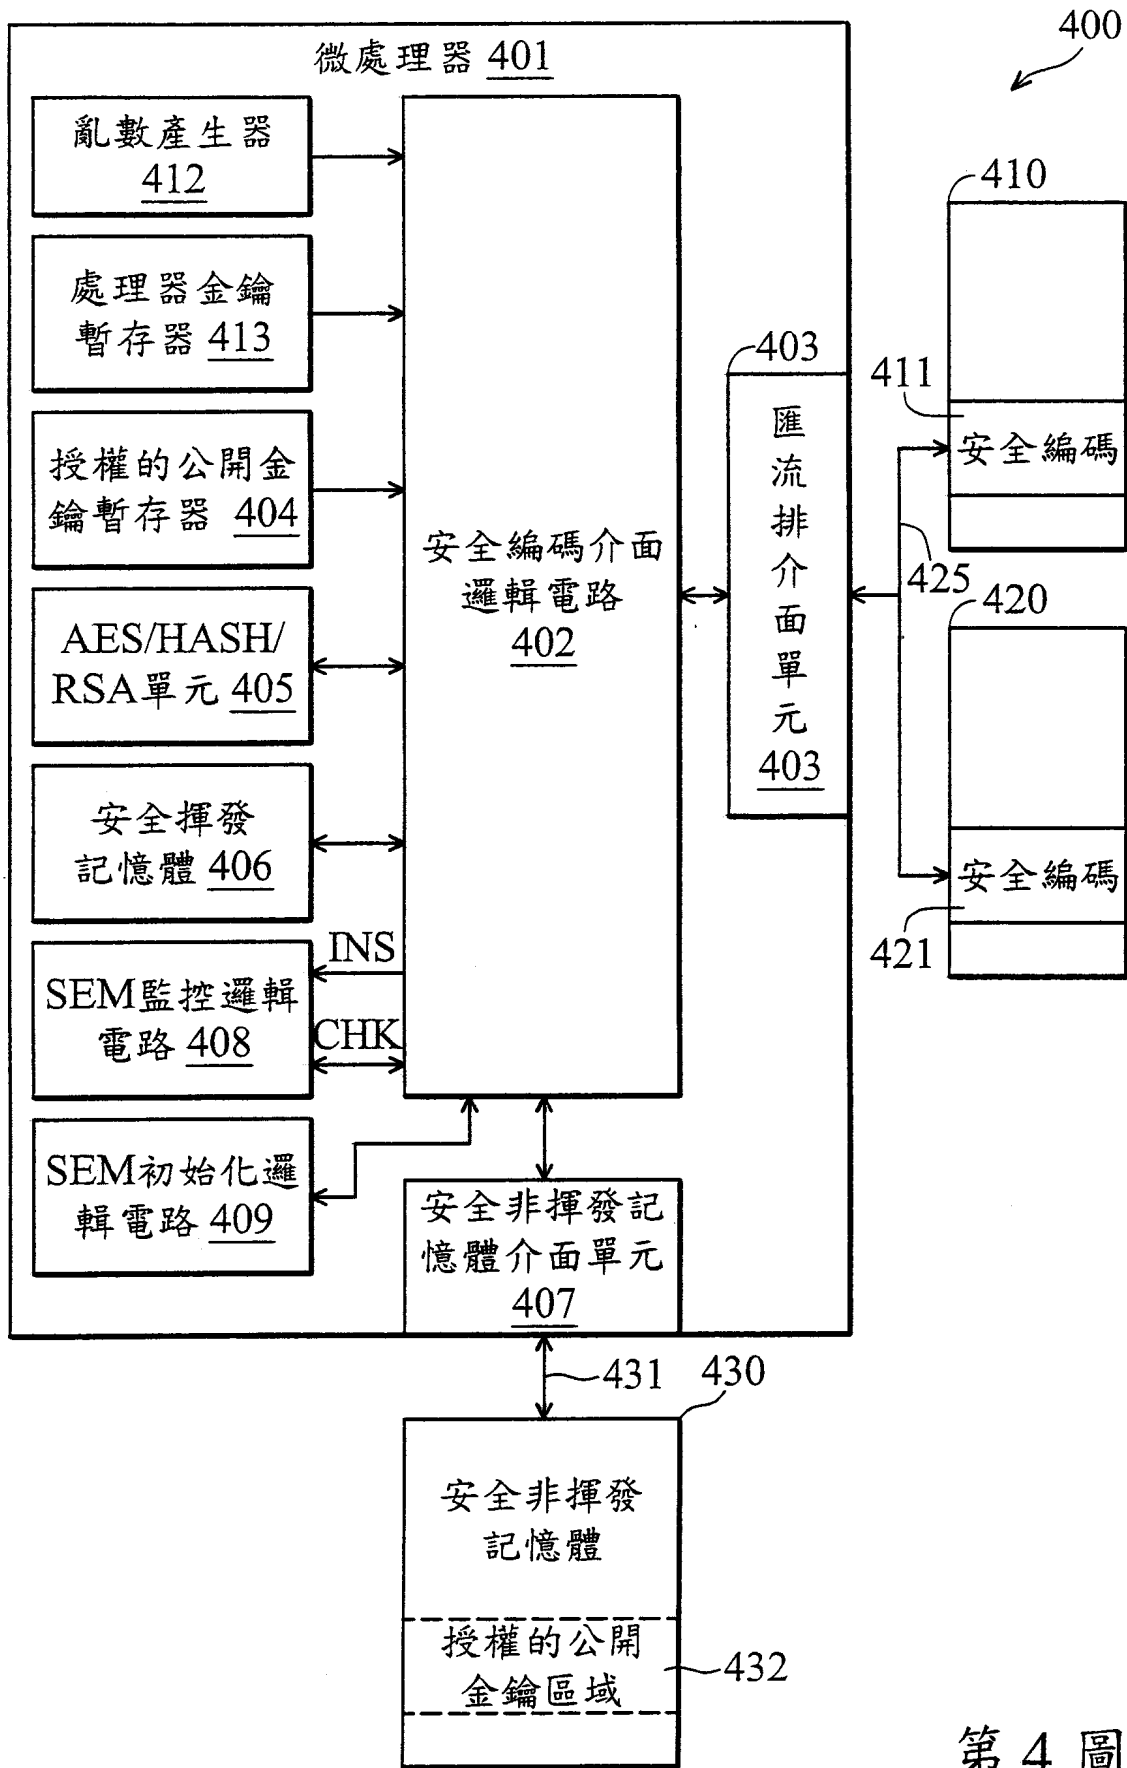 400
微處理器 401
亂數產生器
412
處理器金鑰
暫存器 413
授權的公開金
鑰暫存器 404
AES/HASH/
RSA單元 405
安全揮發
記憶體 406
INS
SEM監控邏輯
電路 408
CHK
SEM初始化邏
輯電路 409
安全編碼介面
邏輯電路
402
403
匯流排介面單元
403
410
411
安全編碼
425
420
安全編碼
421
安全非揮發記
憶體介面單元
407
431
430
安全非揮發
記憶體
授權的公開
金鑰區域
432
第 4 圖